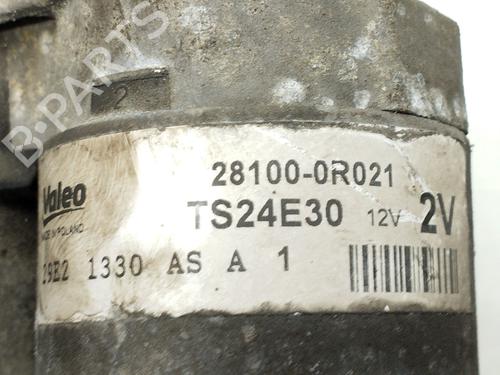 B-PARTS
2
Valeo
MADE IN POLAND
28100-0R021
TS24E30 12V 2V
29E2 1330 AS A 1